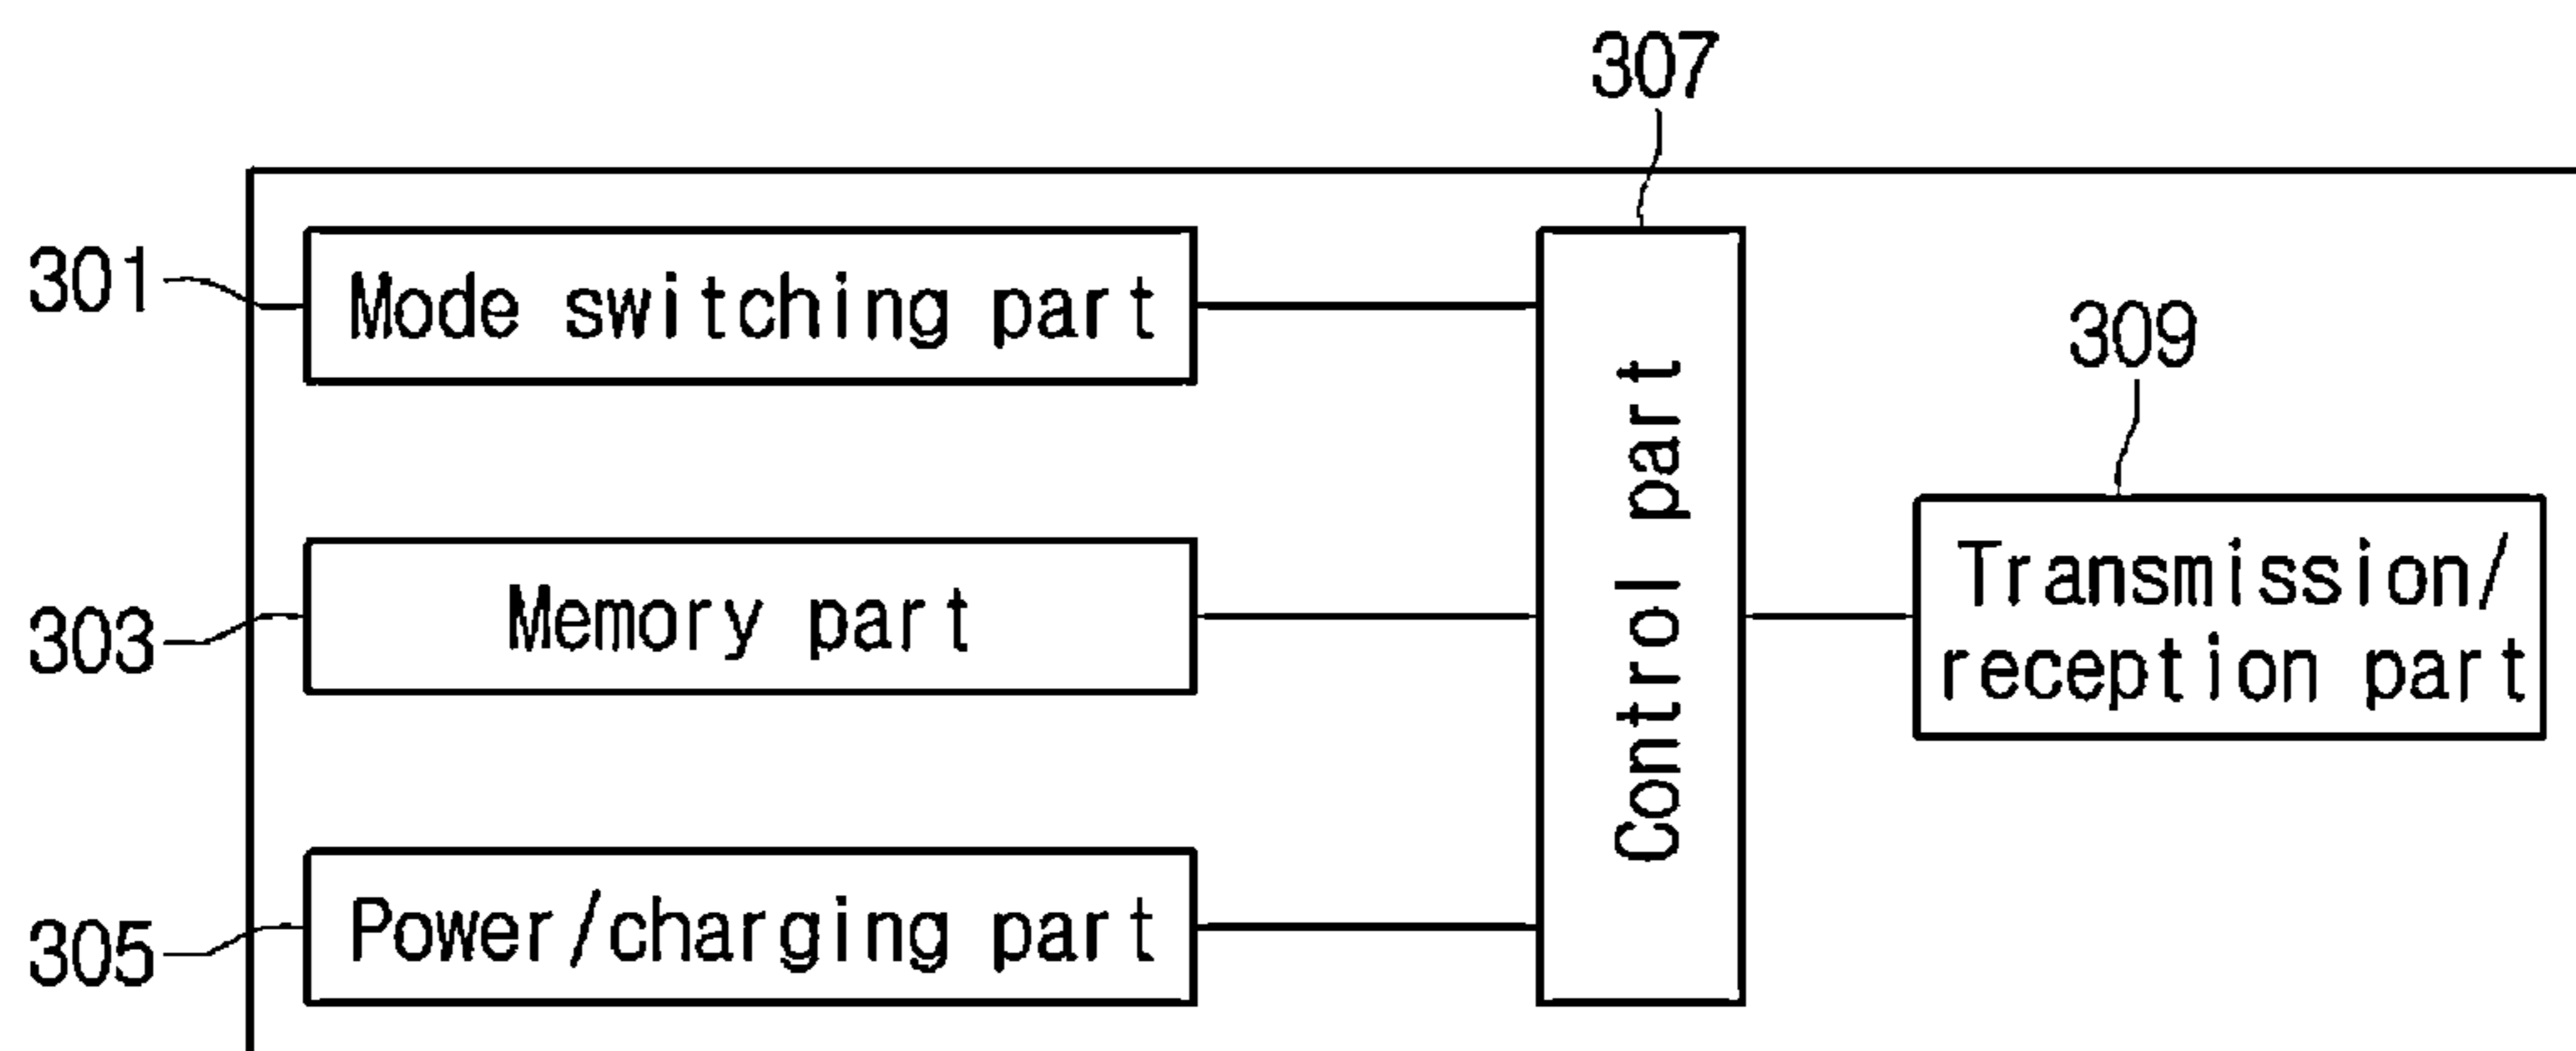 307
301
Mode switching part
309
Control part
Transmission/
reception part
303
Memory part
305
Power/charging part